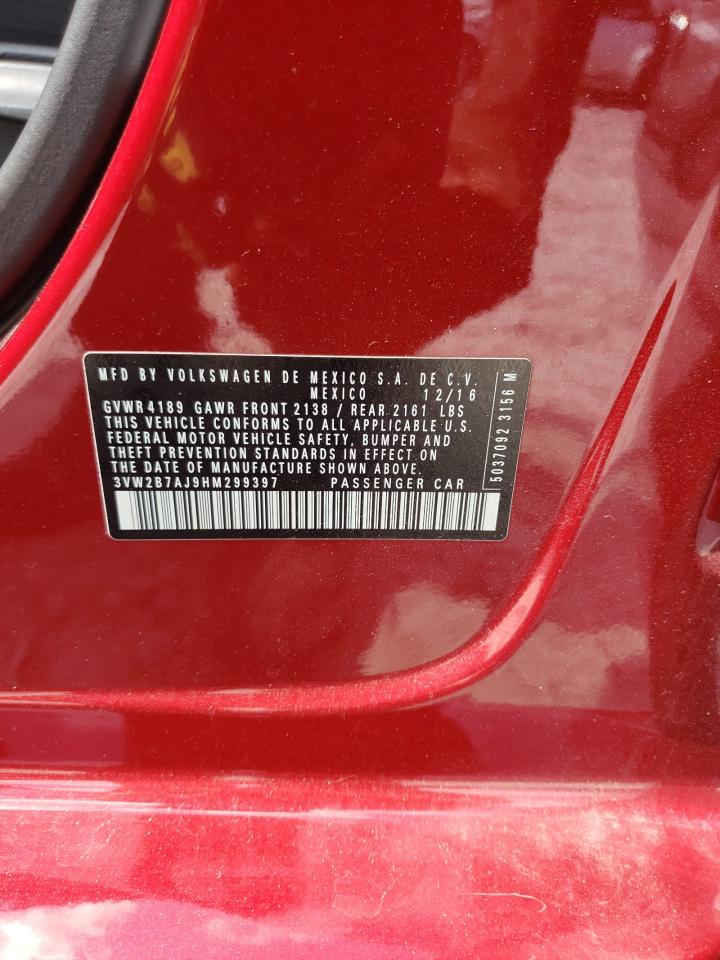 MFD BY VOLKSWAGEN DE MEXICO S.A. DE C.V.
MEXICO 12/16
GVWR 4189 GAWR FRONT 2138 / REAR 2161 LBS
THIS VEHICLE CONFORMS TO ALL APPLICABLE U.S.
FEDERAL MOTOR VEHICLE SAFETY, BUMPER AND
THEFT PREVENTION STANDARDS IN EFFECT ON
THE DATE OF MANUFACTURE SHOWN ABOVE.
3VW2B7AJ9HM299397 PASSENGER CAR
5037092 3156 M